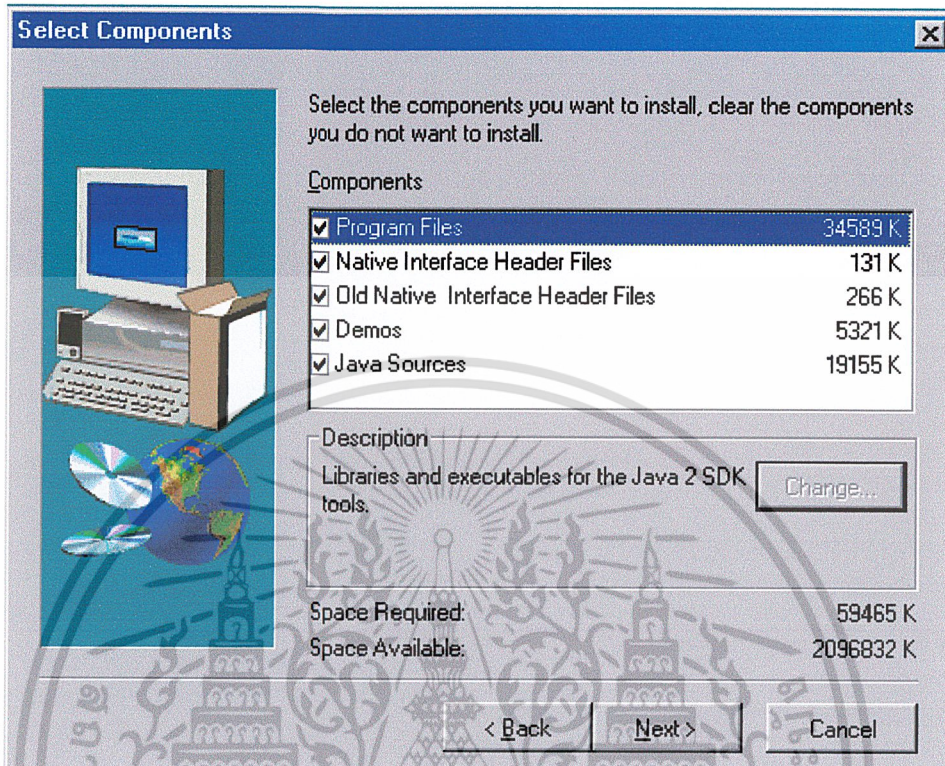 Select Components
Select the components you want to install, clear the components
you do not want to install.
Components
Program Files 34589 K
Native Interface Header Files 131 K
Old Native Interface Header Files 266 K
Demos 5321 K
Java Sources 19155 K
Description
Libraries and executables for the Java 2 SDK
tools.
Change...
Space Required: 59465 K
Space Available: 2096832 K
< Back
Next >
Cancel